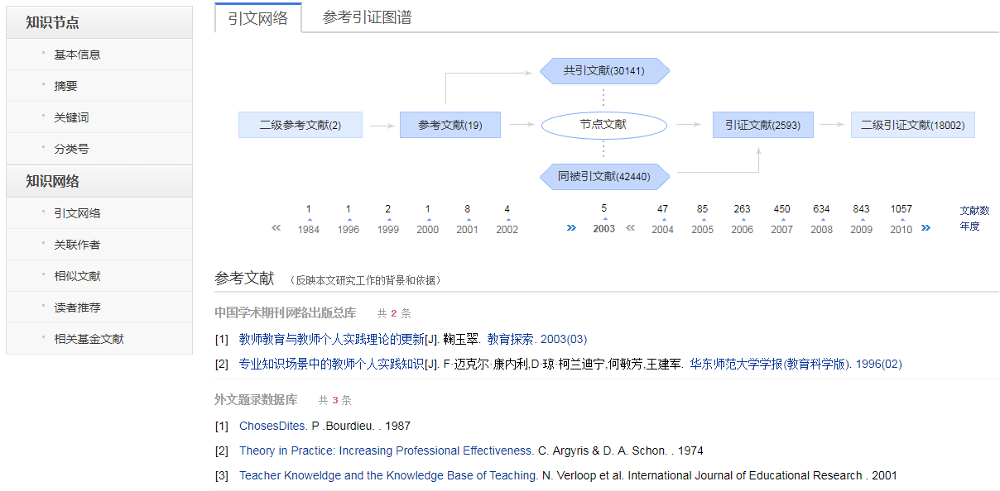 知识节点
基本信息
摘要
关键词
分类号
知识网络
引文网络
关联作者
相似文献
读者推荐
相关基金文献
引文网络 参考引证图谱
共引文献(30141)
二级参考文献(2) 参考文献(19) 节点文献 引证文献(2593) 二级引证文献(18002)
同被引文献(42440)
1 1 2 1 8 4 5 47 85 263 450 634 843 1057 文献数
« 1984 1996 1999 2000 2001 2002 » 2003 « 2004 2005 2006 2007 2008 2009 2010 » 年度
参考文献 （反映本文研究工作的背景和依据）
中国学术期刊网络出版总库 共 2 条
[1] 教师教育与教师个人实践理论的更新[J]. 鞠玉翠. 教育探索. 2003(03)
[2] 专业知识场景中的教师个人实践知识[J]. F·迈克尔·康内利,D·琼·柯兰迪宁,何敏芳,王建军. 华东师范大学学报(教育科学版). 1996(02)
外文题录数据库 共 3 条
[1] ChosesDites. P .Bourdieu. . 1987
[2] Theory in Practice: Increasing Professional Effectiveness. C. Argyris & D. A. Schon. . 1974
[3] Teacher Knoweldge and the Knowledge Base of Teaching. N. Verloop et al. International Journal of Educational Research . 2001